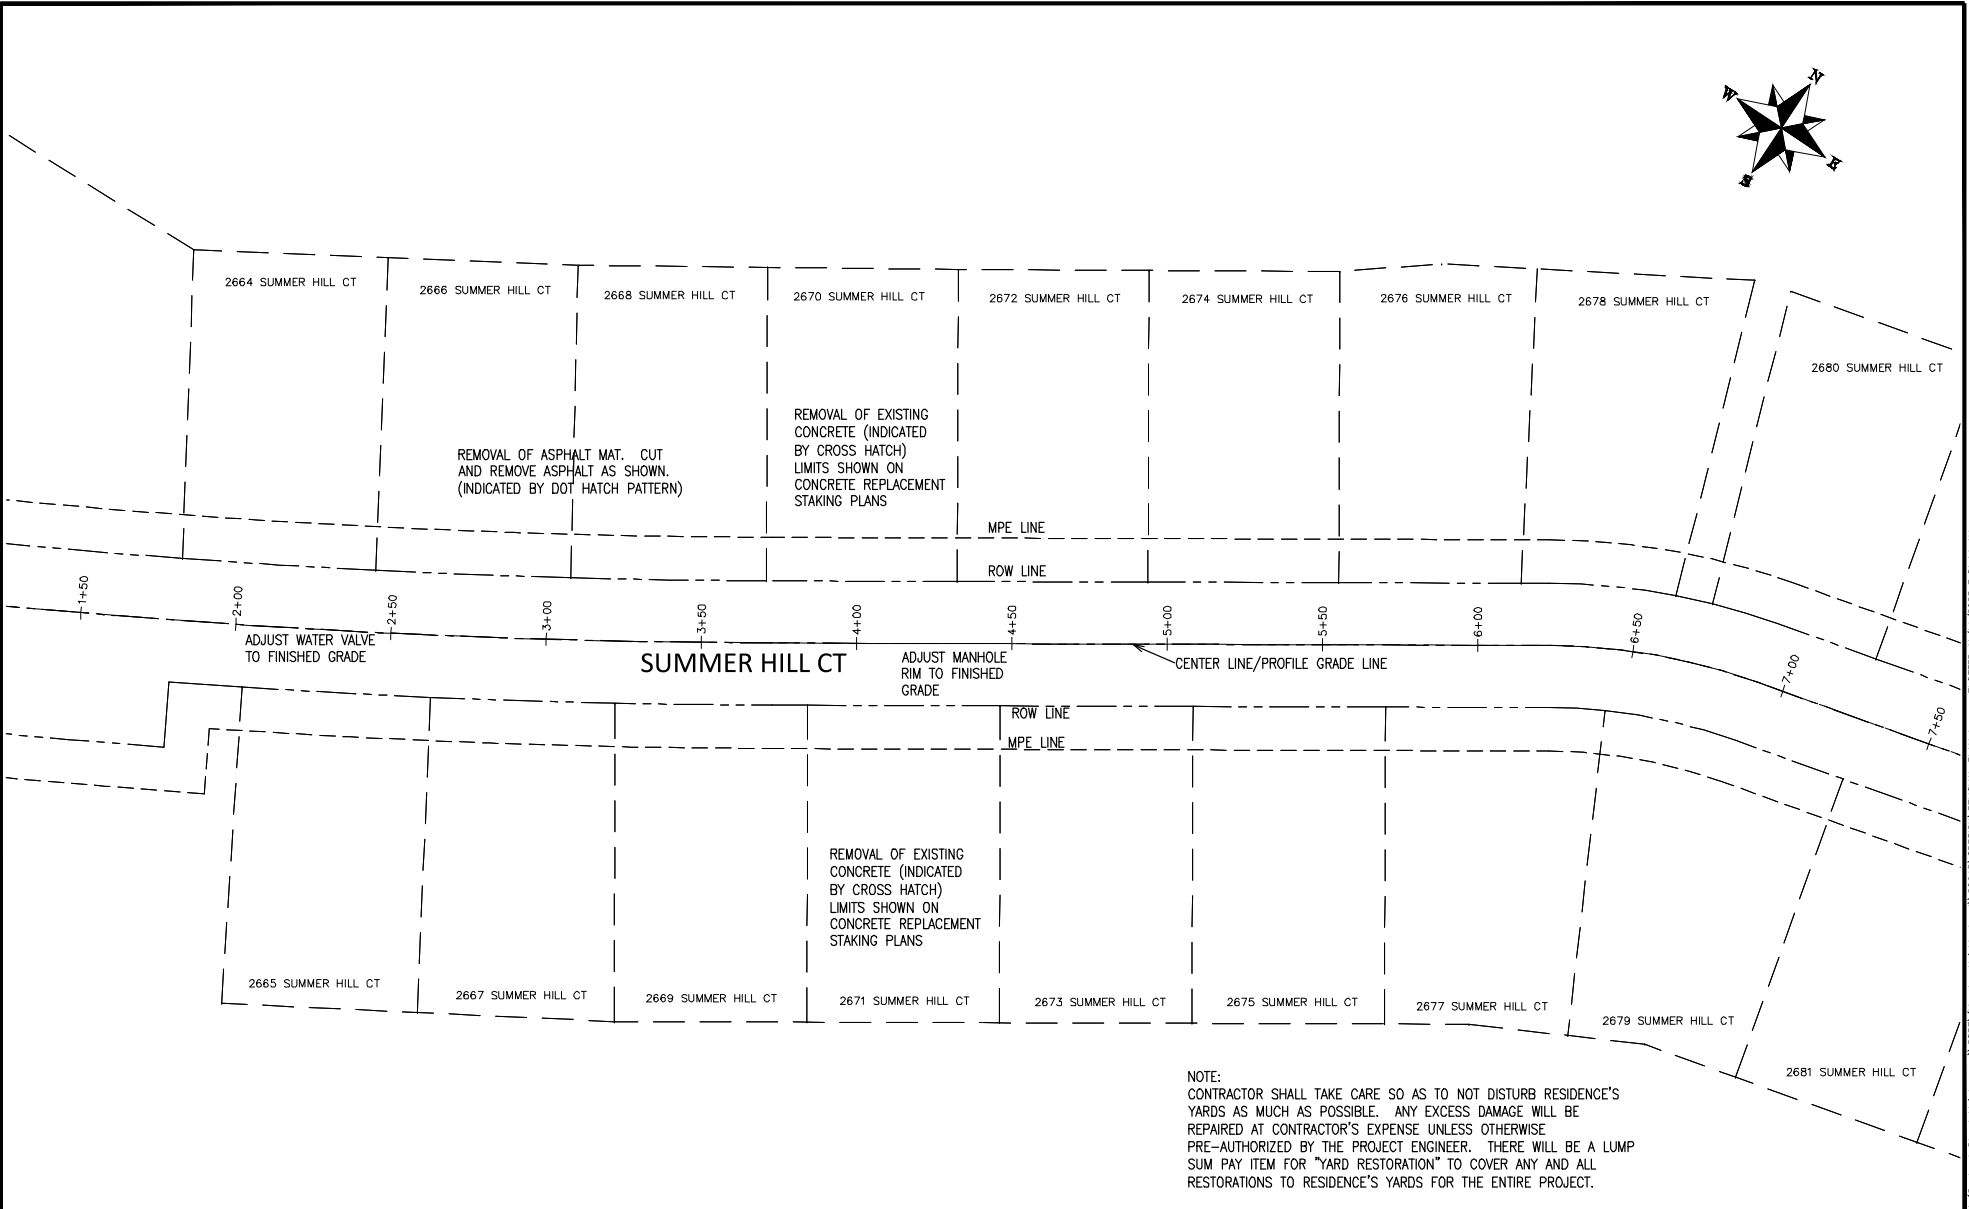 N
W
E
S
2664 SUMMER HILL CT
2666 SUMMER HILL CT
2668 SUMMER HILL CT
2670 SUMMER HILL CT
2672 SUMMER HILL CT
2674 SUMMER HILL CT
2676 SUMMER HILL CT
2678 SUMMER HILL CT
2680 SUMMER HILL CT
REMOVAL OF ASPHALT MAT. CUT
AND REMOVE ASPHALT AS SHOWN.
(INDICATED BY DOT HATCH PATTERN)
REMOVAL OF EXISTING
CONCRETE (INDICATED
BY CROSS HATCH)
LIMITS SHOWN ON
CONCRETE REPLACEMENT
STAKING PLANS
MPE LINE
ROW LINE
1+50
2+00
2+50
3+00
3+50
4+00
4+50
5+00
5+50
6+00
6+50
7+00
7+50
ADJUST WATER VALVE
TO FINISHED GRADE
SUMMER HILL CT
ADJUST MANHOLE
RIM TO FINISHED
GRADE
CENTER LINE/PROFILE GRADE LINE
ROW LINE
MPE LINE
REMOVAL OF EXISTING
CONCRETE (INDICATED
BY CROSS HATCH)
LIMITS SHOWN ON
CONCRETE REPLACEMENT
STAKING PLANS
2665 SUMMER HILL CT
2667 SUMMER HILL CT
2669 SUMMER HILL CT
2671 SUMMER HILL CT
2673 SUMMER HILL CT
2675 SUMMER HILL CT
2677 SUMMER HILL CT
2679 SUMMER HILL CT
2681 SUMMER HILL CT
NOTE:
CONTRACTOR SHALL TAKE CARE SO AS TO NOT DISTURB RESIDENCE'S
YARDS AS MUCH AS POSSIBLE. ANY EXCESS DAMAGE WILL BE
REPAIRED AT CONTRACTOR'S EXPENSE UNLESS OTHERWISE
PRE-AUTHORIZED BY THE PROJECT ENGINEER. THERE WILL BE A LUMP
SUM PAY ITEM FOR "YARD RESTORATION" TO COVER ANY AND ALL
RESTORATIONS TO RESIDENCE'S YARDS FOR THE ENTIRE PROJECT.